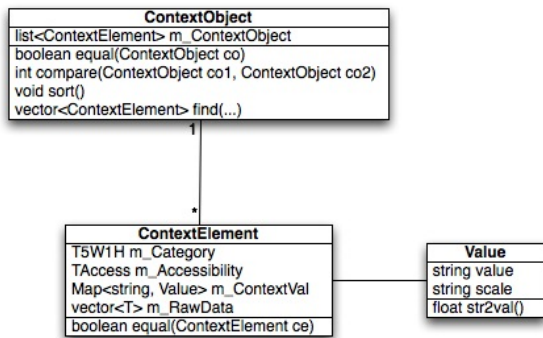 ContextObject
list<ContextElement> m_ContextObject
boolean equal(ContextObject co)
int compare(ContextObject co1, ContextObject co2)
void sort()
vector<ContextElement> find(...)
1
*
ContextElement
T5W1H m_Category
TAccess m_Accessibility
Map<string, Value> m_ContextVal
vector<T> m_RawData
boolean equal(ContextElement ce)
Value
string value
string scale
float str2val()